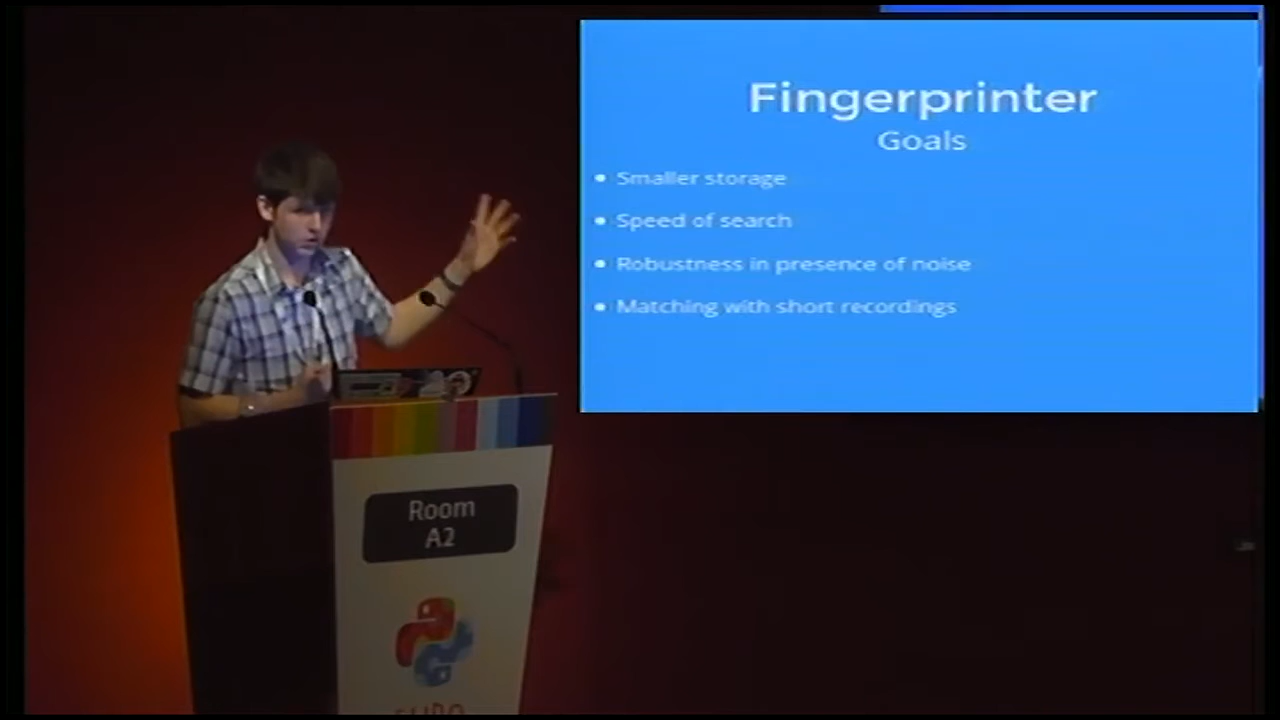 Fingerprinter
Goals
• Smaller storage
• Speed of search
• Robustness in presence of noise
• Matching with short recordings
Room
A2